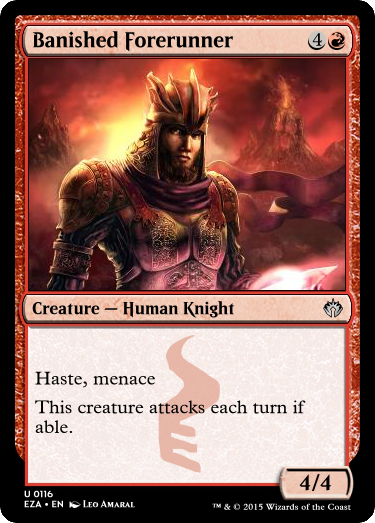 Banished Forerunner 4
Creature — Human Knight
Haste, menace
This creature attacks each turn if
able.
4/4
U 0116
EZA • EN Leo Amaral
™ & © 2015 Wizards of the Coast